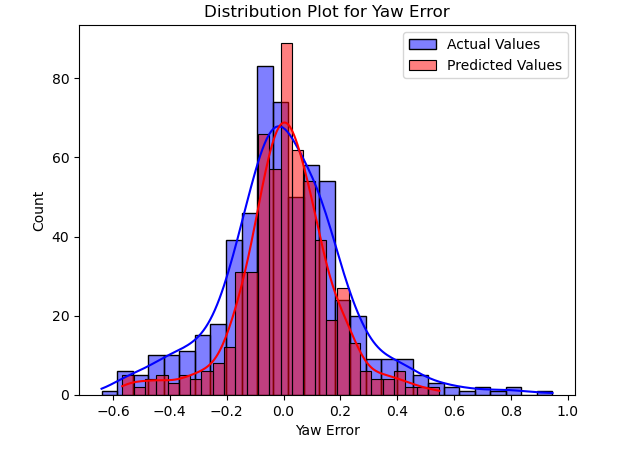 Distribution Plot for Yaw Error
Actual Values
Predicted Values
80
60
40
20
0
Count
−0.6 −0.4 −0.2 0.0 0.2 0.4 0.6 0.8 1.0
Yaw Error